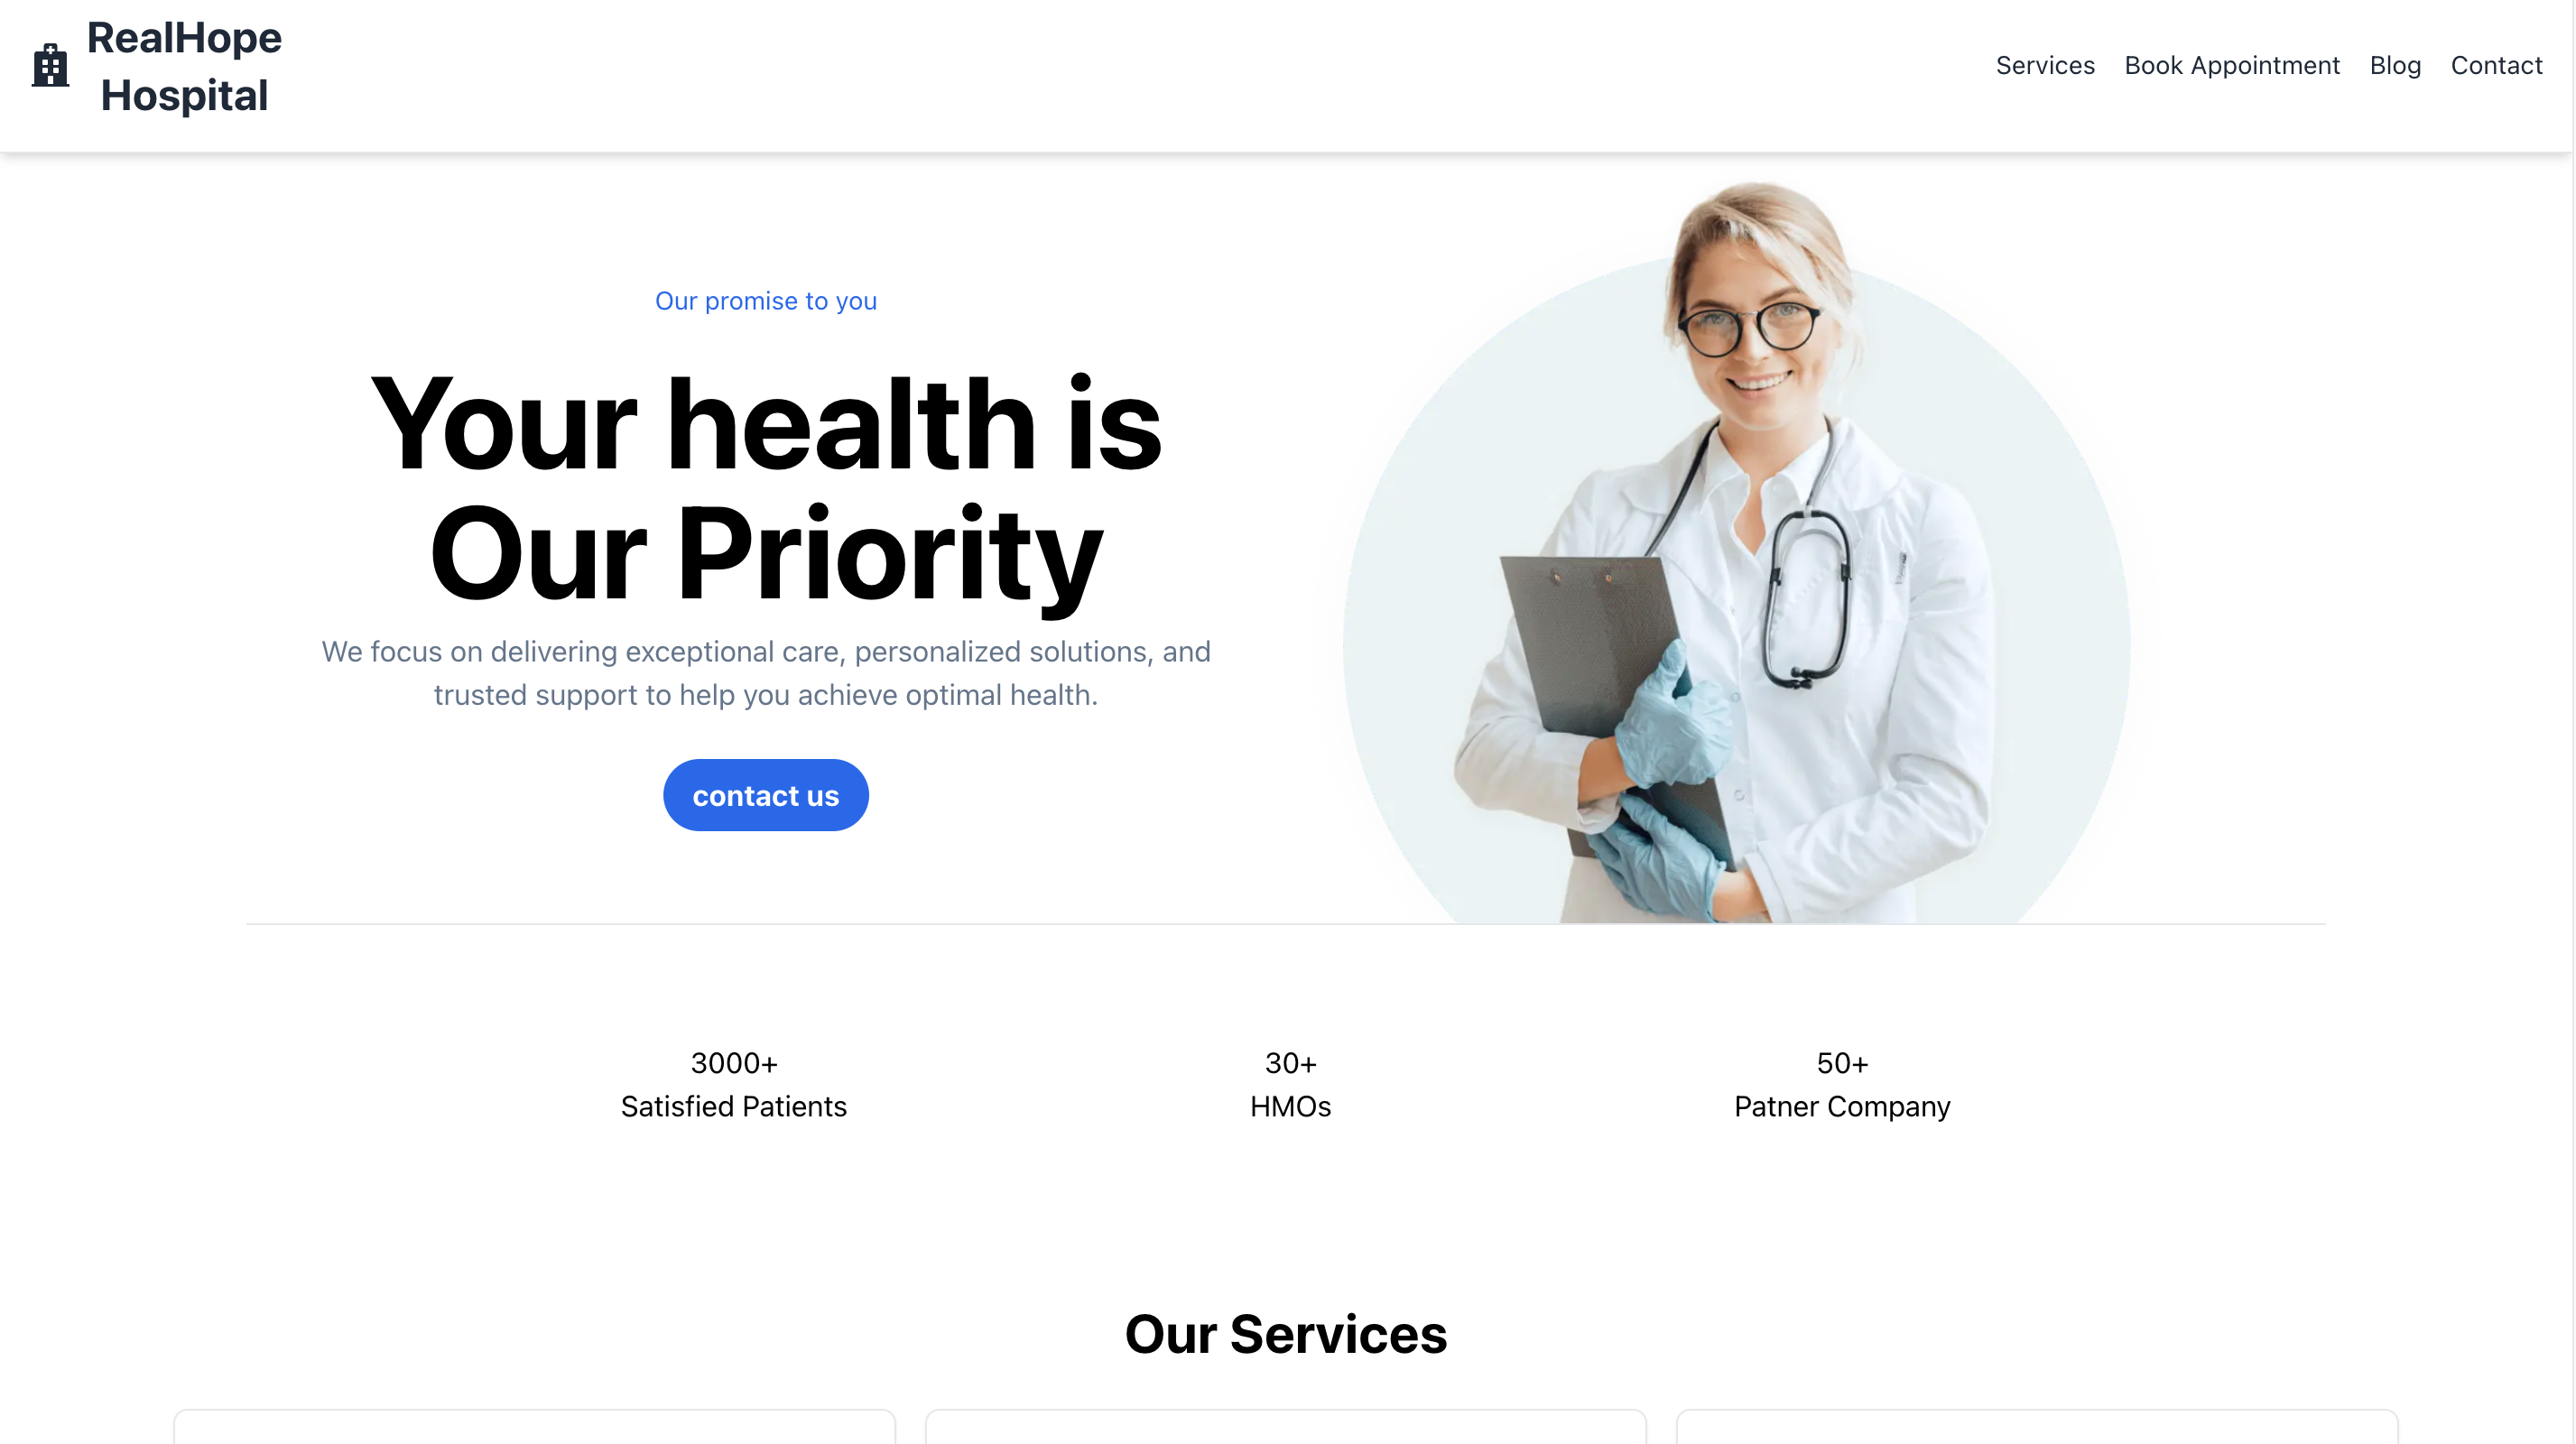 RealHope
Hospital
Services
Book Appointment
Blog
Contact
Our promise to you
Your health is
Our Priority
We focus on delivering exceptional care, personalized solutions, and
trusted support to help you achieve optimal health.
contact us
3000+
Satisfied Patients
30+
HMOs
50+
Patner Company
Our Services